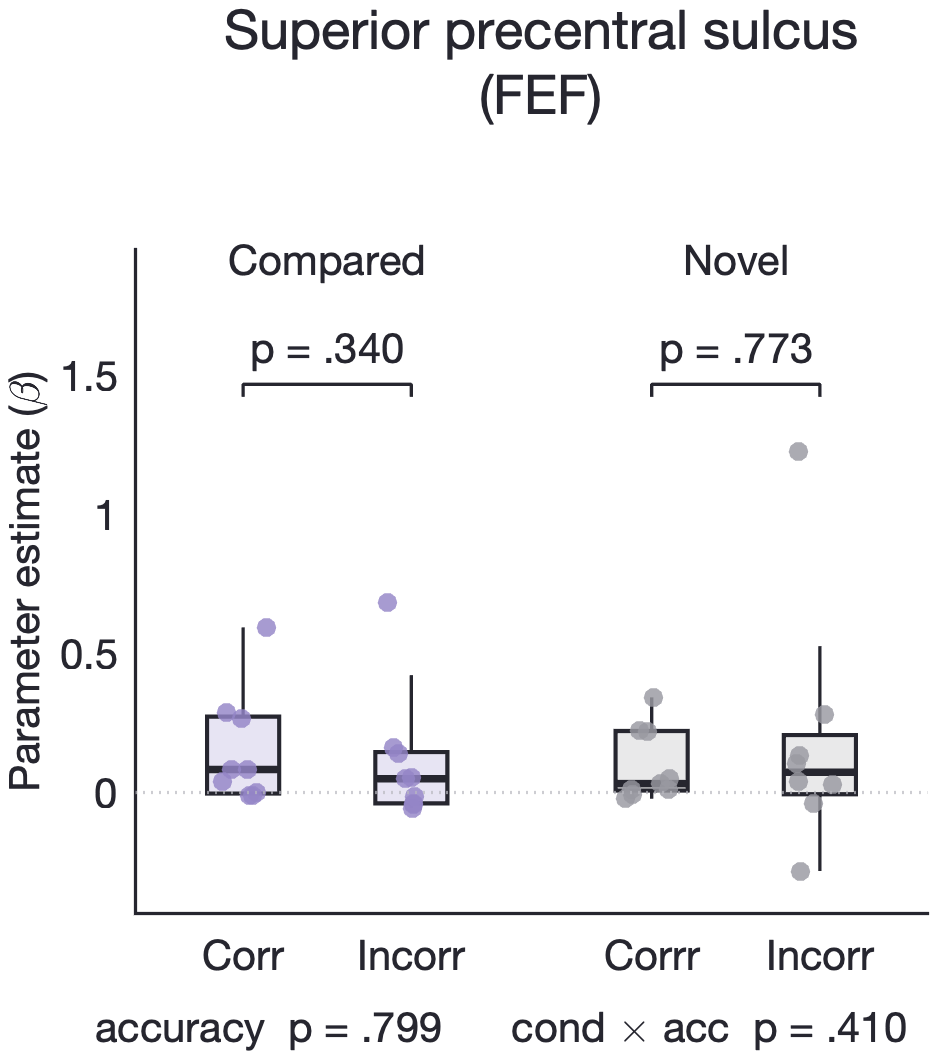 Superior precentral sulcus
(FEF)
Compared Novel
p = .340 p = .773
Parameter estimate (β)
1.5
1
0.5
0
Corr Incorr Corrr Incorr
accuracy p = .799 cond × acc p = .410